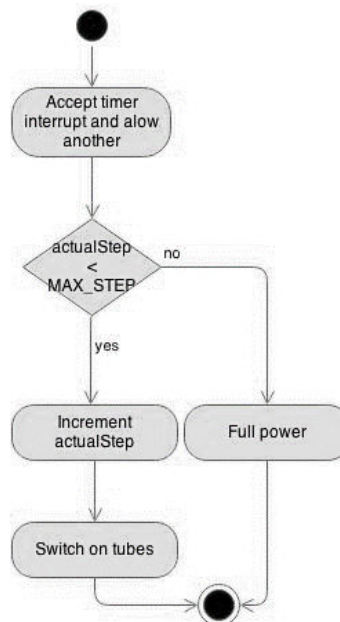 Accept timer
interrupt and alow
another
actualStep
<
MAX_STEP
no
yes
Increment
actualStep
Full power
Switch on tubes